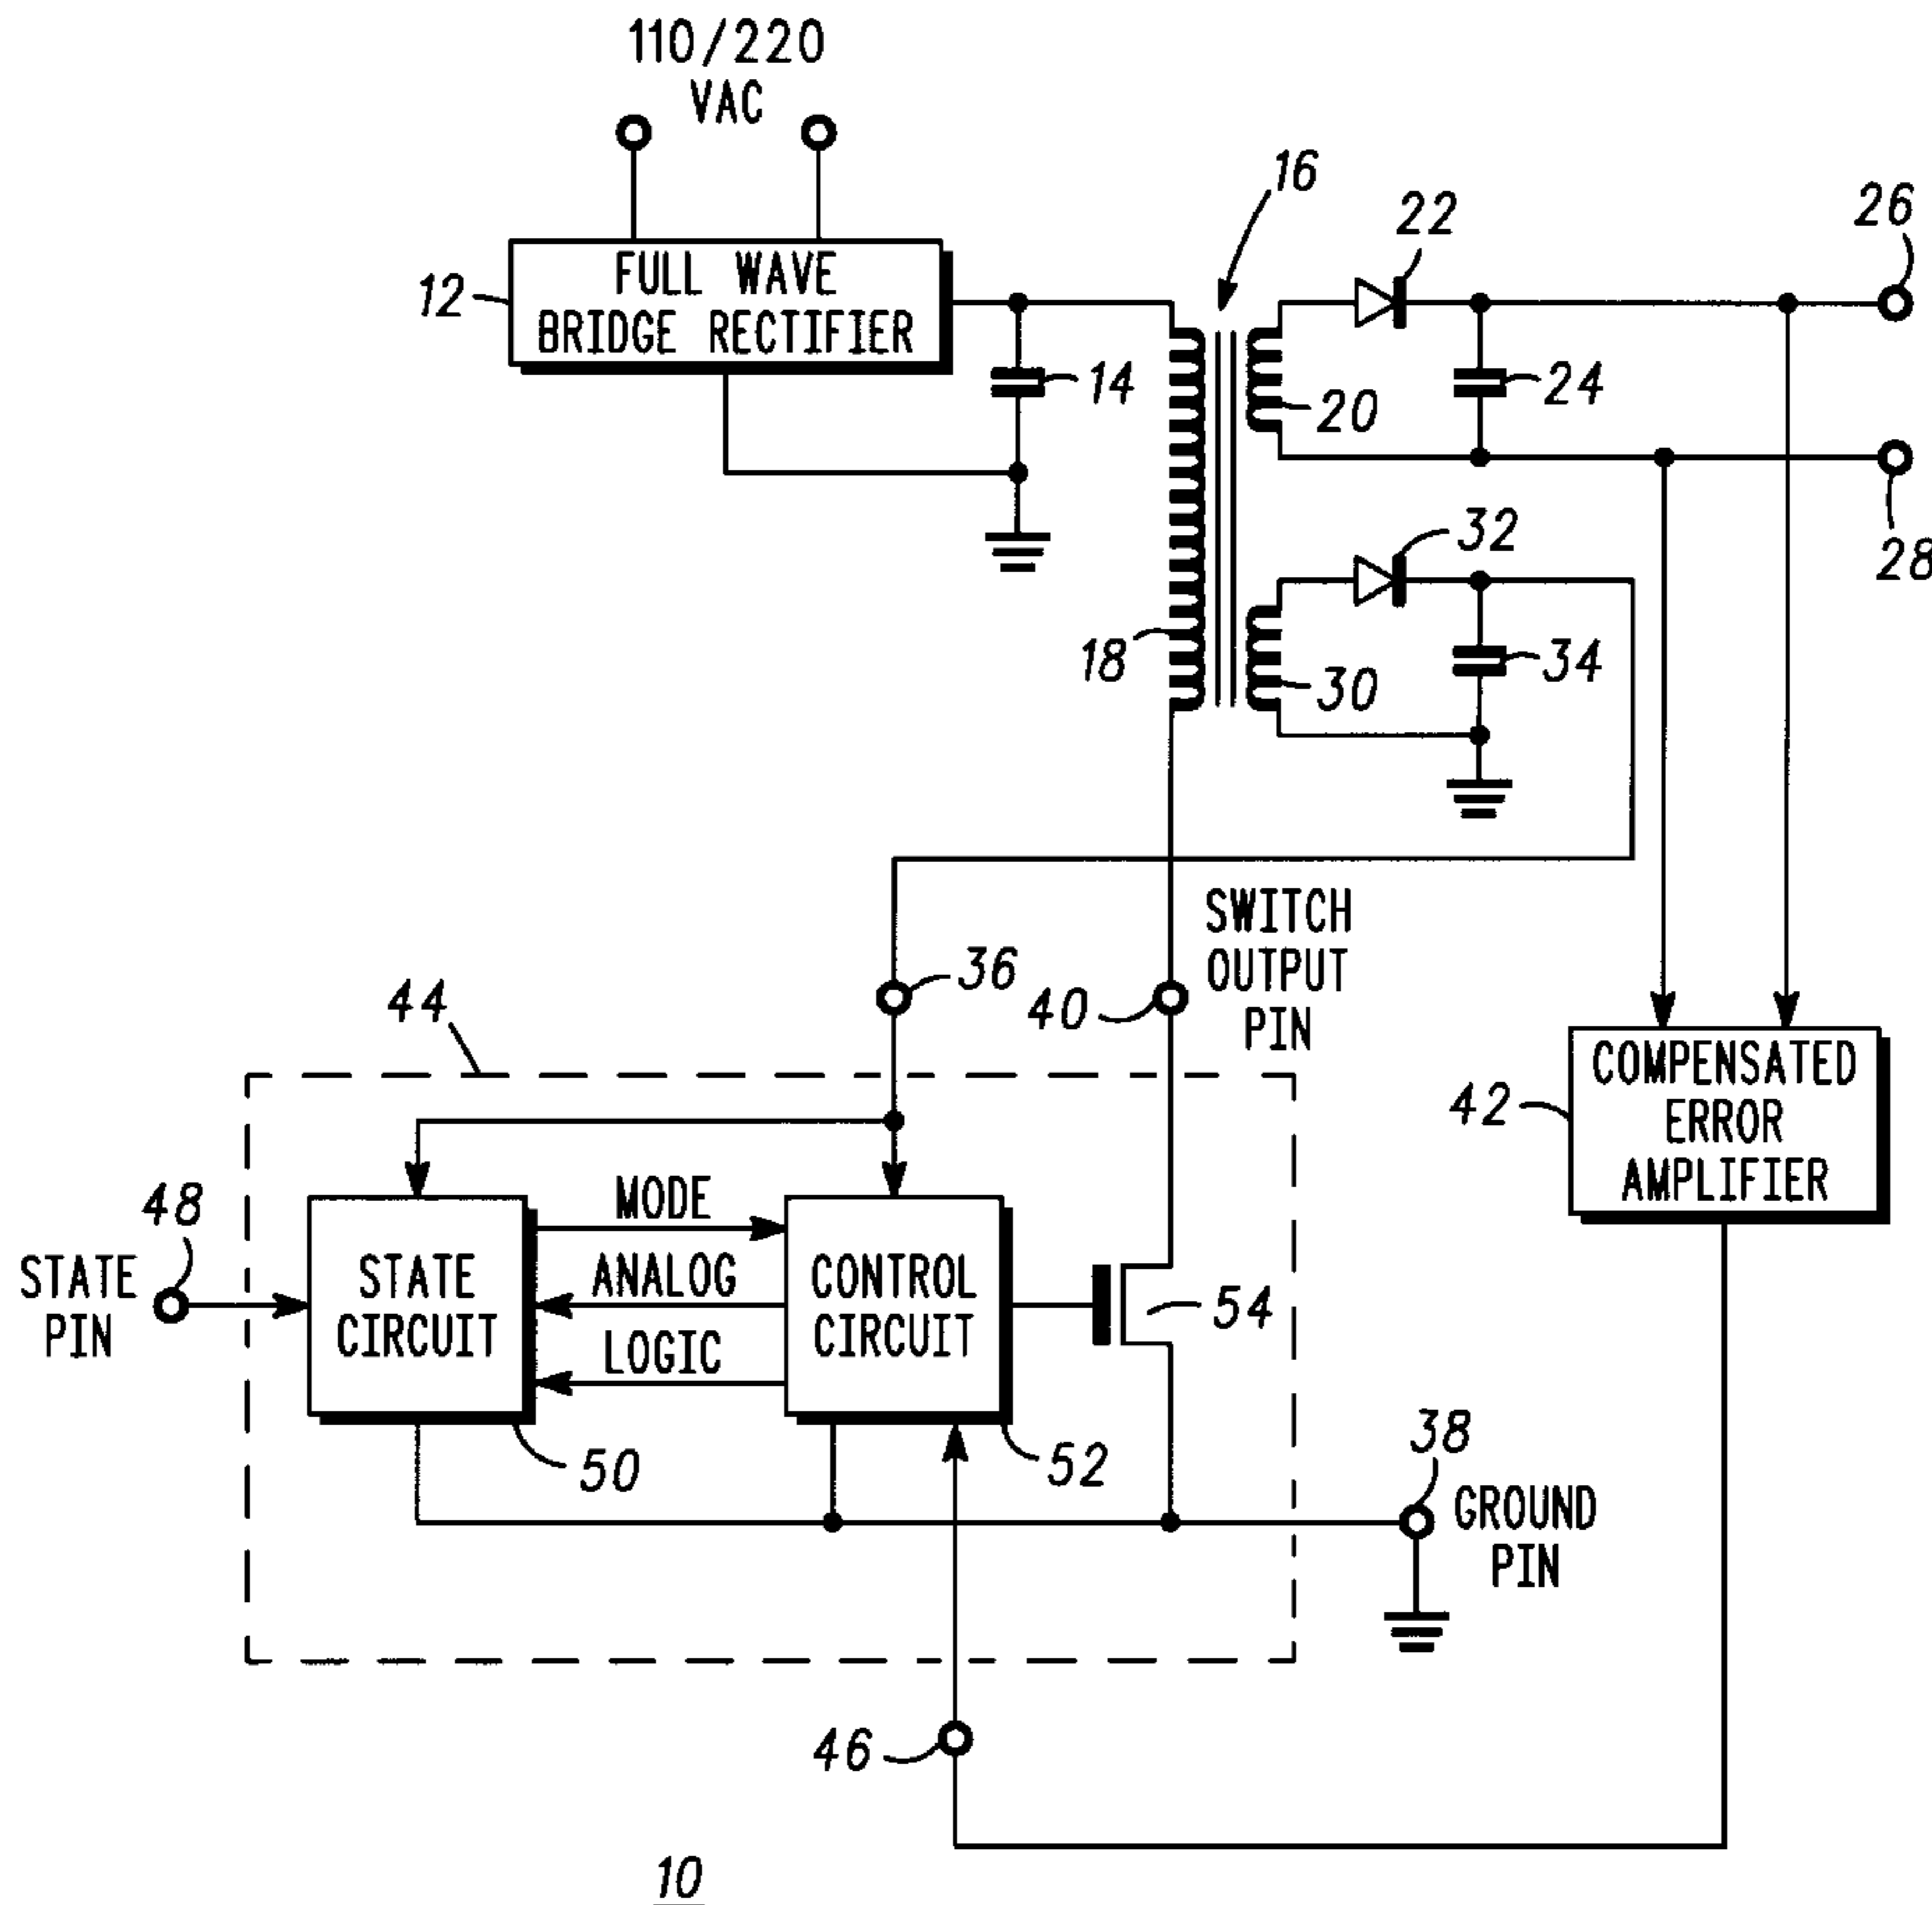 110/220
VAC
16
22
26
12
FULL WAVE
BRIDGE RECTIFIER
14
20
24
28
32
18
30
34
SWITCH
OUTPUT
PIN
36
40
44
42
COMPENSATED
ERROR
AMPLIFIER
48
STATE
PIN
STATE
CIRCUIT
MODE
ANALOG
LOGIC
CONTROL
CIRCUIT
54
50
52
38
GROUND
PIN
46
10